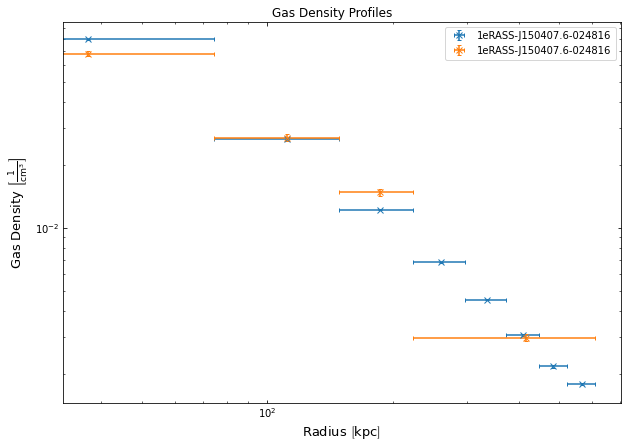 Gas Density Profiles
1eRASS-J150407.6-024816
1eRASS-J150407.6-024816
Gas Density [1/cm³]
10⁻²
10²
Radius [kpc]